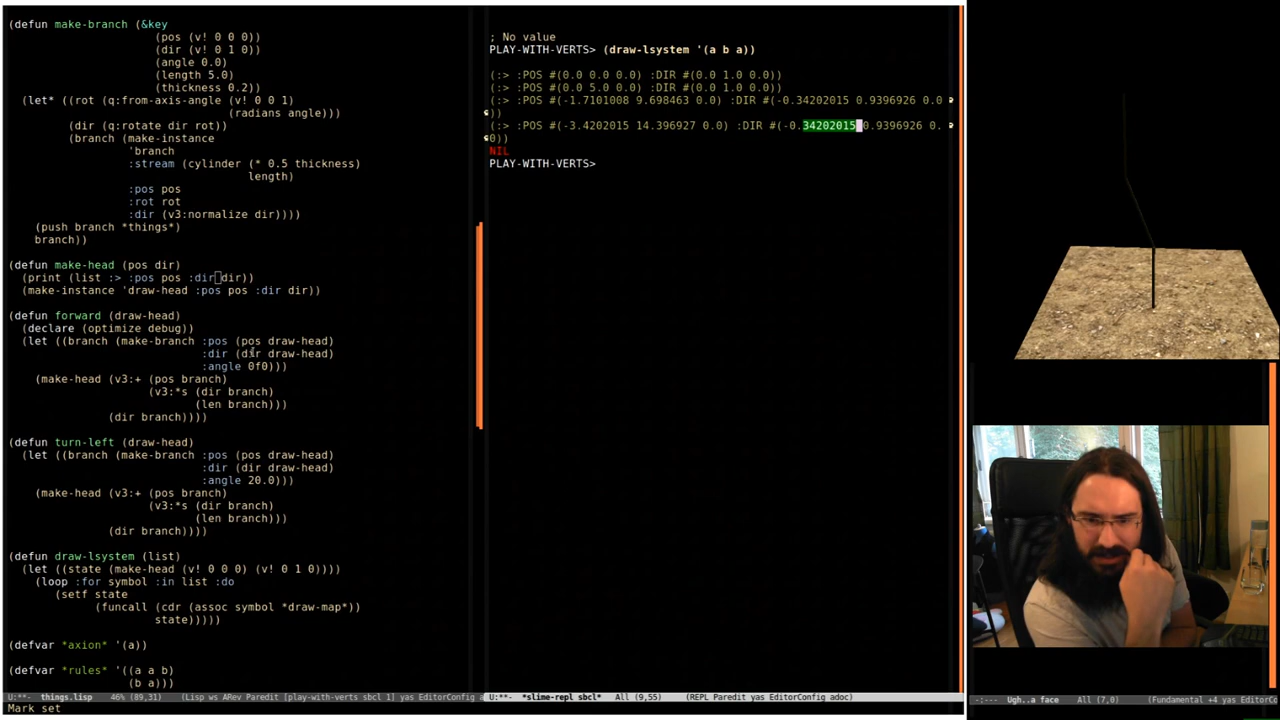 (defun make-branch (&key
(pos (v! 0 0 0))
(dir (v! 0 1 0))
(angle 0.0)
(length 5.0)
(thickness 0.2))
(let* ((rot (q:from-axis-angle (v! 0 0 1)
(radians angle)))
(dir (q:rotate dir rot))
(branch (make-instance
'branch
:stream (cylinder (* 0.5 thickness)
length)
:pos pos
:rot rot
:dir (v3:normalize dir))))
(push branch *things*)
branch))
(defun make-head (pos dir)
(print (list :> :pos pos :dir dir))
(make-instance 'draw-head :pos pos :dir dir))
(defun forward (draw-head)
(declare (optimize debug))
(let ((branch (make-branch :pos (pos draw-head)
:dir (dir draw-head)
:angle 0f0)))
(make-head (v3:+ (pos branch)
(v3:*s (dir branch)
(len branch)))
(dir branch))))
(defun turn-left (draw-head)
(let ((branch (make-branch :pos (pos draw-head)
:dir (dir draw-head)
:angle 20.0)))
(make-head (v3:+ (pos branch)
(v3:*s (dir branch)
(len branch)))
(dir branch))))
(defun draw-lsystem (list)
(let ((state (make-head (v! 0 0 0) (v! 0 1 0))))
(loop :for symbol :in list :do
(setf state
(funcall (cdr (assoc symbol *draw-map*))
state)))))
(defvar *axion* '(a))
(defvar *rules* '((a a b)
(b a)))
U:**- things.lisp 46% (89,31) (Lisp ws ARev Paredit [play-with-verts sbcl 1] yas EditorConfig a
Mark set
; No value
PLAY-WITH-VERTS> (draw-lsystem '(a b a))
(:> :POS #(0.0 0.0 0.0) :DIR #(0.0 1.0 0.0))
(:> :POS #(0.0 5.0 0.0) :DIR #(0.0 1.0 0.0))
(:> :POS #(-1.7101008 9.698463 0.0) :DIR #(-0.34202015 0.9396926 0.0
))
(:> :POS #(-3.4202015 14.396927 0.0) :DIR #(-0.34202015 0.9396926 0.
0))
NIL
PLAY-WITH-VERTS>
U:**- *slime-repl sbcl* All (9,55) (REPL Paredit yas EditorConfig adoc)
-:--- Ugh..a face All (7,0) (Fundamental +4 yas EditorCo